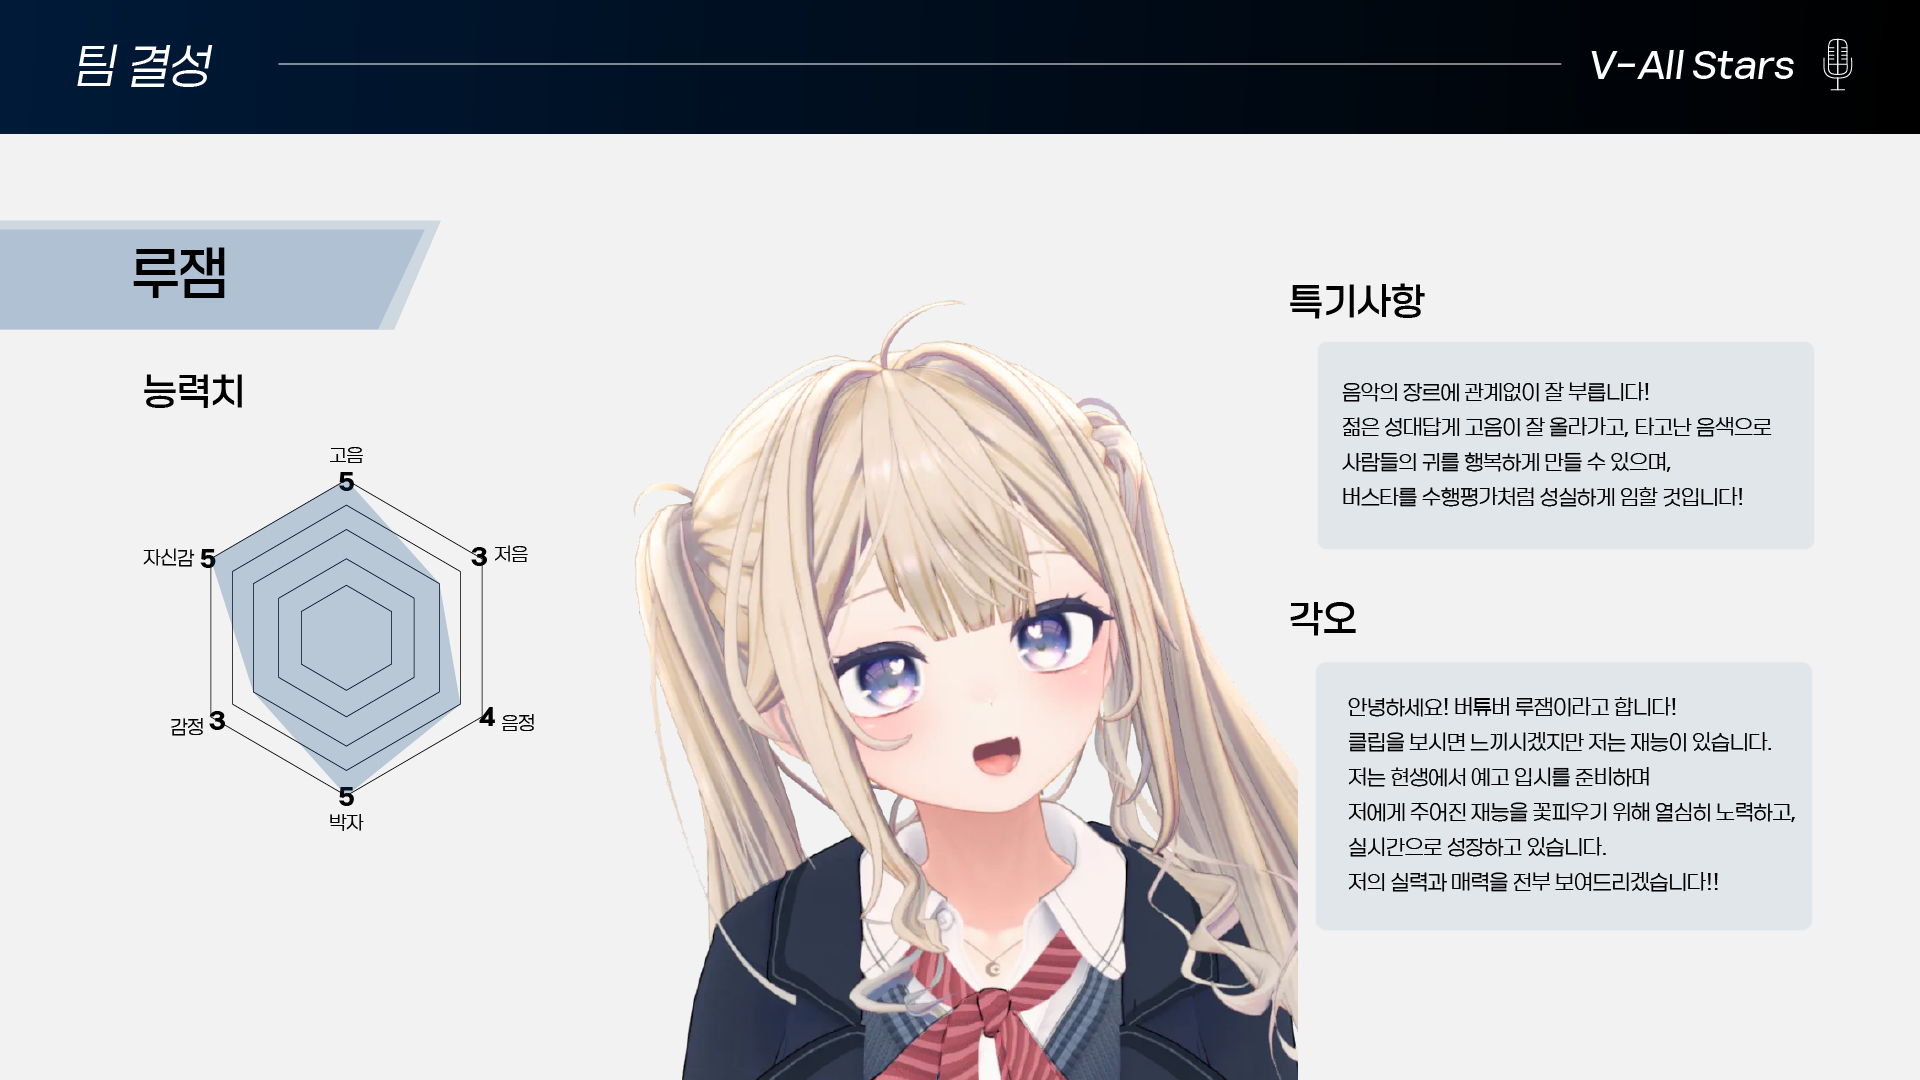 팀 결성
V-All Stars
루잼
능력치
고음
5
자신감 5
3 저음
감정 3
4 음정
5
박자
특기사항
음악의 장르에 관계없이 잘 부릅니다!
젊은 성대답게 고음이 잘 올라가고, 타고난 음색으로
사람들의 귀를 행복하게 만들 수 있으며,
버스타를 수행평가처럼 성실하게 임할 것입니다!
각오
안녕하세요! 버튜버 루잼이라고 합니다!
클립을 보시면 느끼시겠지만 저는 재능이 있습니다.
저는 현생에서 예고 입시를 준비하며
저에게 주어진 재능을 꽃피우기 위해 열심히 노력하고,
실시간으로 성장하고 있습니다.
저의 실력과 매력을 전부 보여드리겠습니다!!